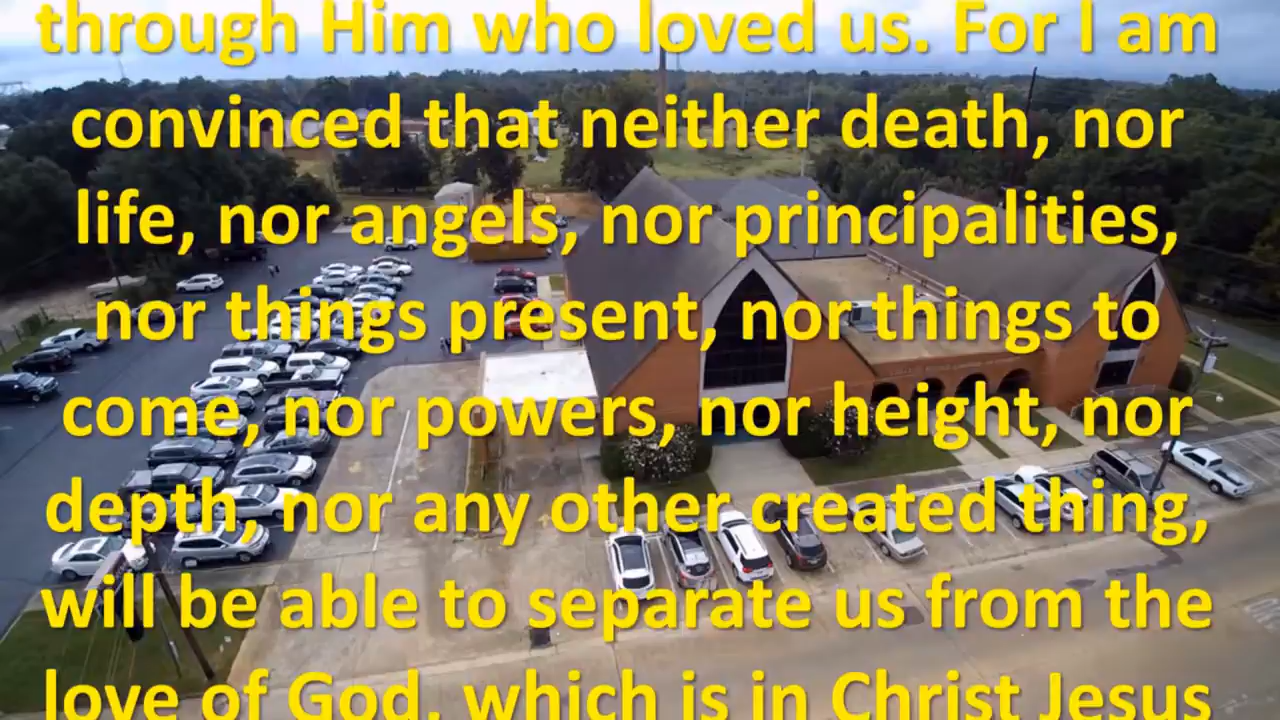 through Him who loved us. For I am
convinced that neither death, nor
life, nor angels, nor principalities,
nor things present, nor things to
come, nor powers, nor height, nor
depth, nor any other created thing,
will be able to separate us from the
love of God, which is in Christ Jesus